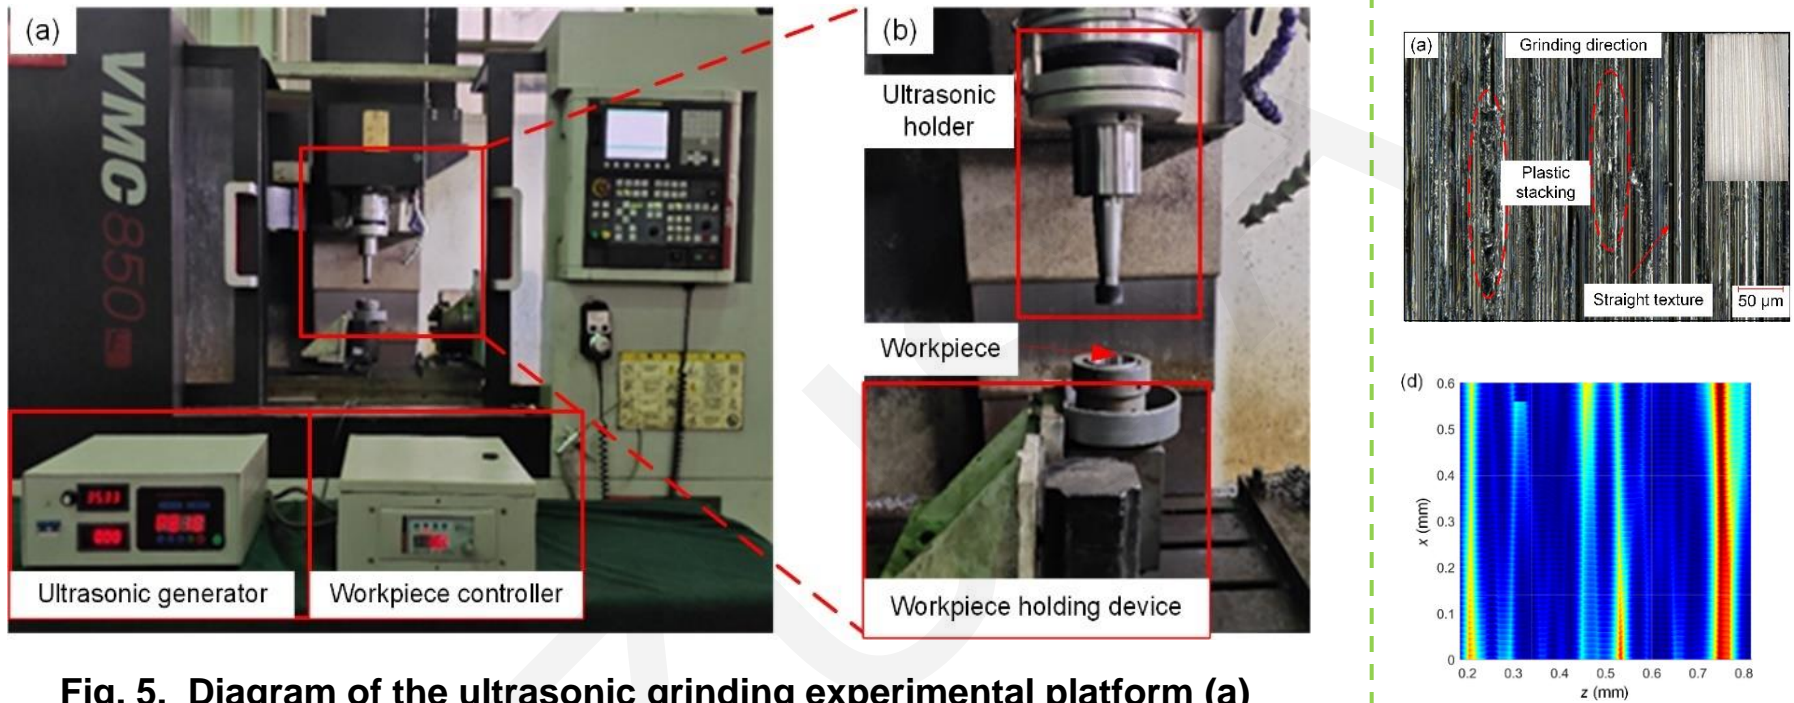 (a)
VMC850
Ultrasonic generator
Workpiece controller
(b)
Ultrasonic
holder
Workpiece
Workpiece holding device
Fig. 5. Diagram of the ultrasonic grinding experimental platform (a)
(a)
Grinding direction
Plastic
stacking
Straight texture
50 μm
(d)
0.6
0.5
0.4
0.3
0.2
0.1
0
x (mm)
0.2 0.3 0.4 0.5 0.6 0.7 0.8
z (mm)